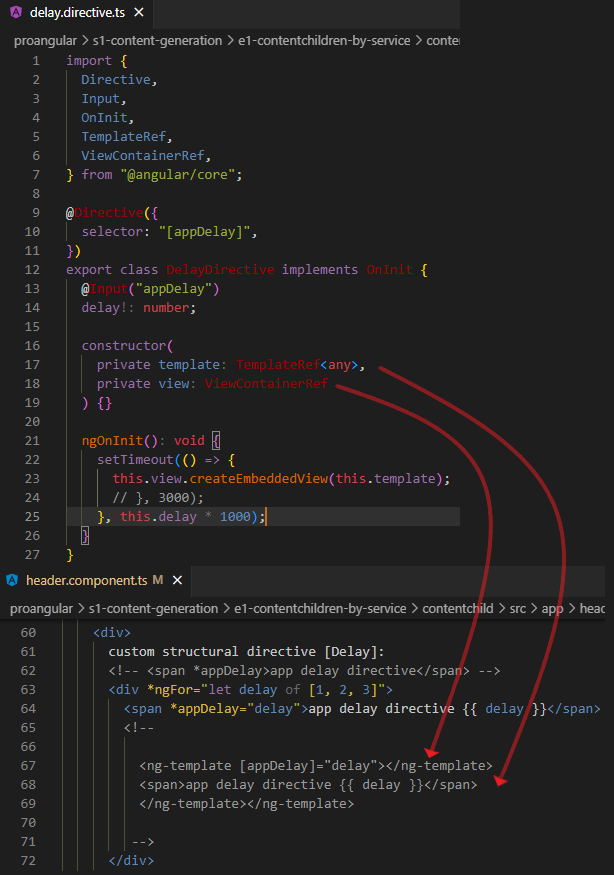 delay.directive.ts ×
proangular > s1-content-generation > e1-contentchildren-by-service > conte
1 import {
2 Directive,
3 Input,
4 OnInit,
5 TemplateRef,
6 ViewContainerRef,
7 } from "@angular/core";
8
9 @Directive({
10 selector: "[appDelay]",
11 })
12 export class DelayDirective implements OnInit {
13 @Input("appDelay")
14 delay!: number;
15
16 constructor(
17 private template: TemplateRef<any>,
18 private view: ViewContainerRef
19 ) {}
20
21 ngOnInit(): void {
22 setTimeout(() => {
23 this.view.createEmbeddedView(this.template);
24 // }, 3000);
25 }, this.delay * 1000);
26 }
27 }
header.component.ts M ×
proangular > s1-content-generation > e1-contentchildren-by-service > contentchild > src > app > heac
60 <div>
61 custom structural directive [Delay]:
62 <!-- <span *appDelay>app delay directive</span> -->
63 <div *ngFor="let delay of [1, 2, 3]">
64 <span *appDelay="delay">app delay directive {{ delay }}</span>
65 <!--
66
67 <ng-template [appDelay]="delay"></ng-template>
68 <span>app delay directive {{ delay }}</span>
69 </ng-template></ng-template>
70
71 -->
72 </div>